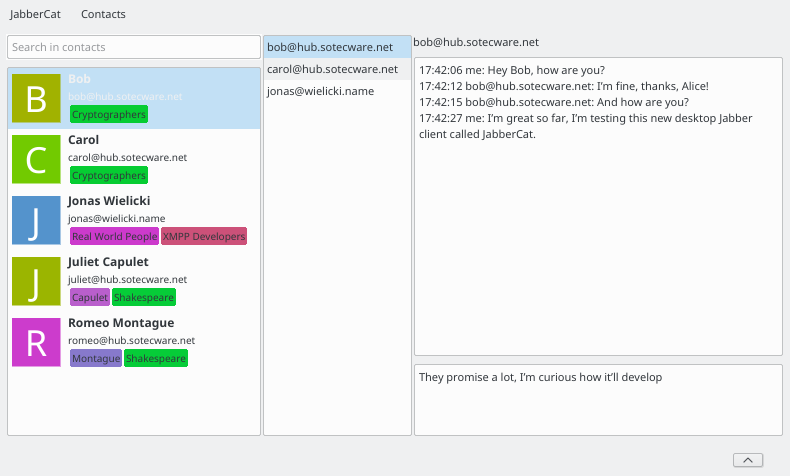 JabberCat Contacts
Search in contacts
B
Bob
bob@hub.sotecware.net
Cryptographers
C
Carol
carol@hub.sotecware.net
Cryptographers
J
Jonas Wielicki
jonas@wielicki.name
Real World People XMPP Developers
J
Juliet Capulet
juliet@hub.sotecware.net
Capulet Shakespeare
R
Romeo Montague
romeo@hub.sotecware.net
Montague Shakespeare
bob@hub.sotecware.net
carol@hub.sotecware.net
jonas@wielicki.name
bob@hub.sotecware.net
17:42:06 me: Hey Bob, how are you?
17:42:12 bob@hub.sotecware.net: I’m fine, thanks, Alice!
17:42:15 bob@hub.sotecware.net: And how are you?
17:42:27 me: I’m great so far, I’m testing this new desktop Jabber
client called JabberCat.
They promise a lot, I’m curious how it’ll develop